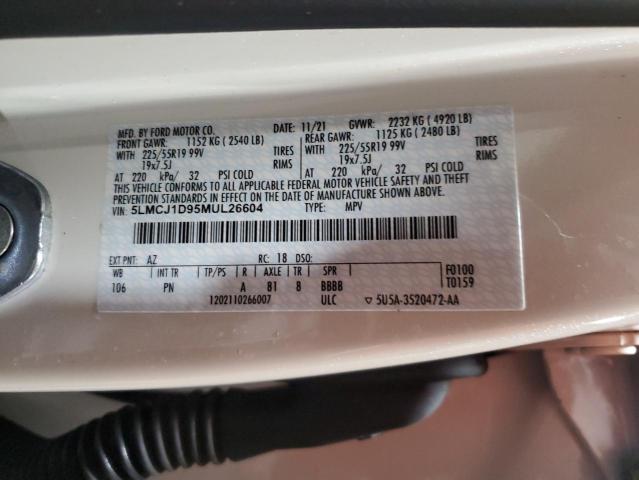 MFD. BY FORD MOTOR CO. DATE: 11/21 GVWR: 2232 KG ( 4920 LB)
FRONT GAWR: 1152 KG ( 2540 LB) REAR GAWR: 1125 KG ( 2480 LB)
WITH 225/55R19 99V TIRES WITH 225/55R19 99V TIRES
19x7.5J RIMS 19x7.5J RIMS
AT 220 kPa/ 32 PSI COLD AT 220 kPa/ 32 PSI COLD
THIS VEHICLE CONFORMS TO ALL APPLICABLE FEDERAL MOTOR VEHICLE SAFETY AND THEFT
PREVENTION STANDARDS IN EFFECT ON THE DATE OF MANUFACTURE SHOWN ABOVE.
VIN: 5LMCJ1D95MUL26604 TYPE: MPV
EXT PNT: AZ RC: 18 DSO:
WB INT TR TP/PS R AXLE TR SPR F0100
106 PN A 81 8 BBBB T0159
1202110266007 ULC ▽ 5U5A-3520472-AA